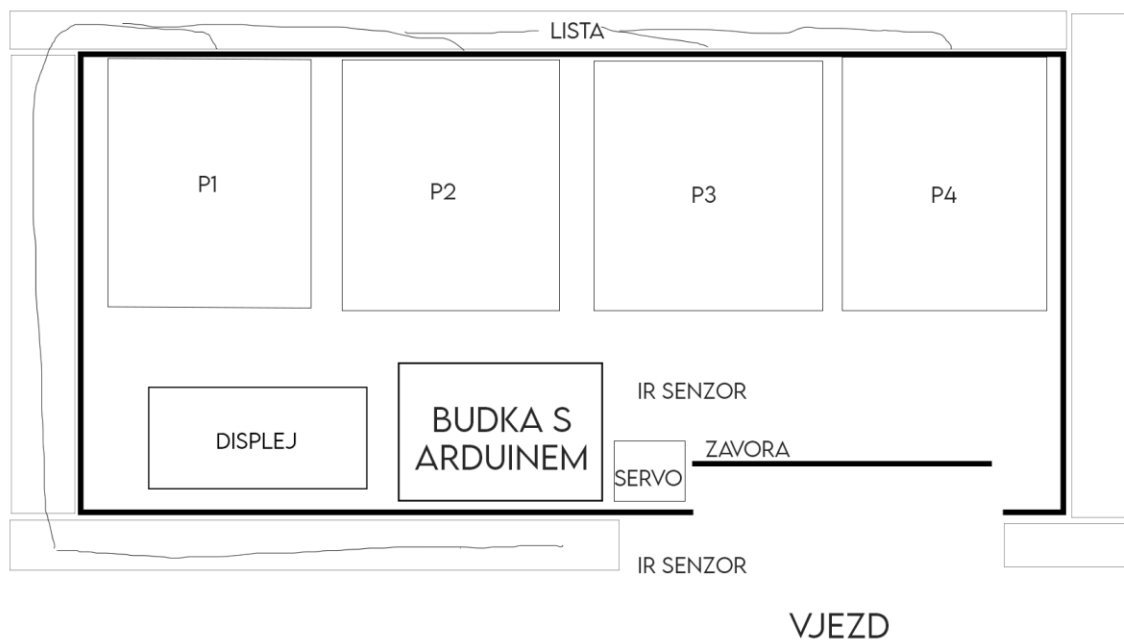 LISTA
P1
P2
P3
P4
IR SENZOR
DISPLEJ
BUDKA S
ARDUINEM
ZAVORA
SERVO
IR SENZOR
VJEZD